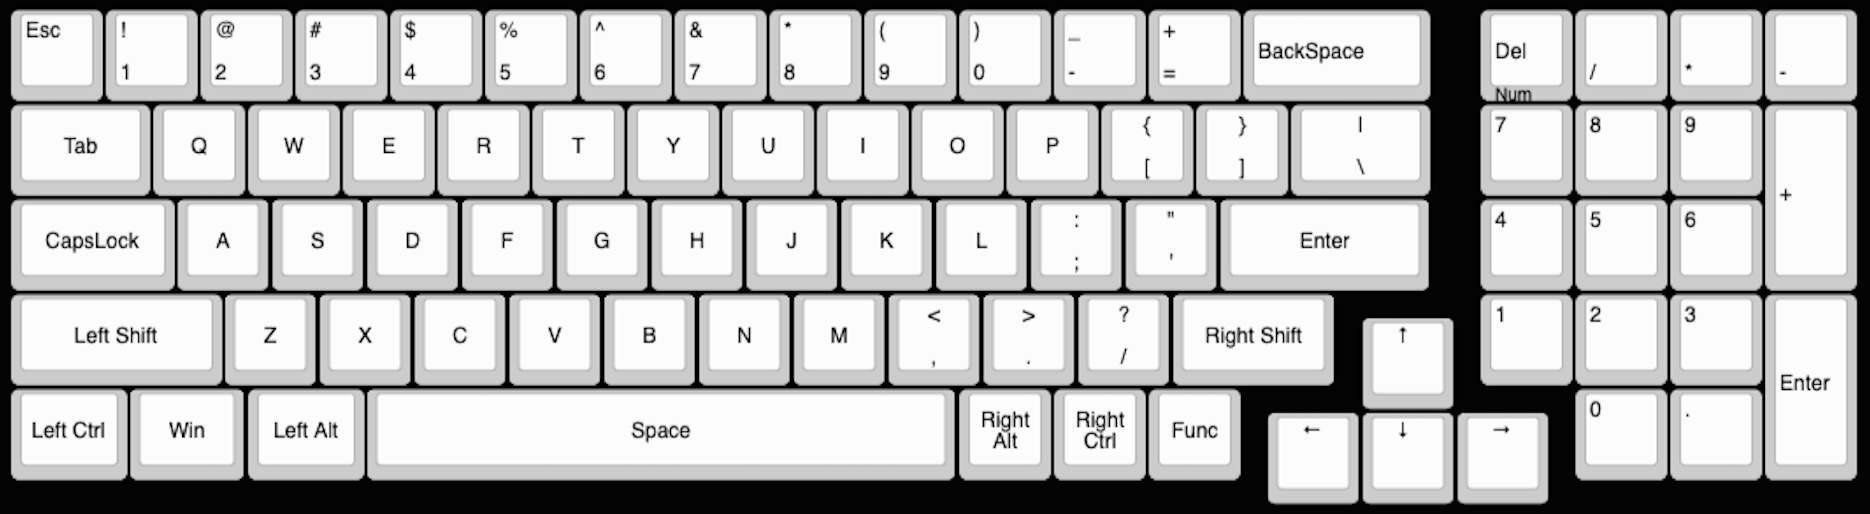 Esc ! @ # $ % ^ & * ( ) _ + BackSpace Del
1 2 3 4 5 6 7 8 9 0 - = / * -
Num
Tab Q W E R T Y U I O P { } | 7 8 9
[ ] \ +
CapsLock A S D F G H J K L : " Enter 4 5 6
; '
Left Shift Z X C V B N M < > ? Right Shift ↑ 1 2 3
, . / Enter
Left Ctrl Win Left Alt Space Right Right Func ← ↓ → 0 .
Alt Ctrl